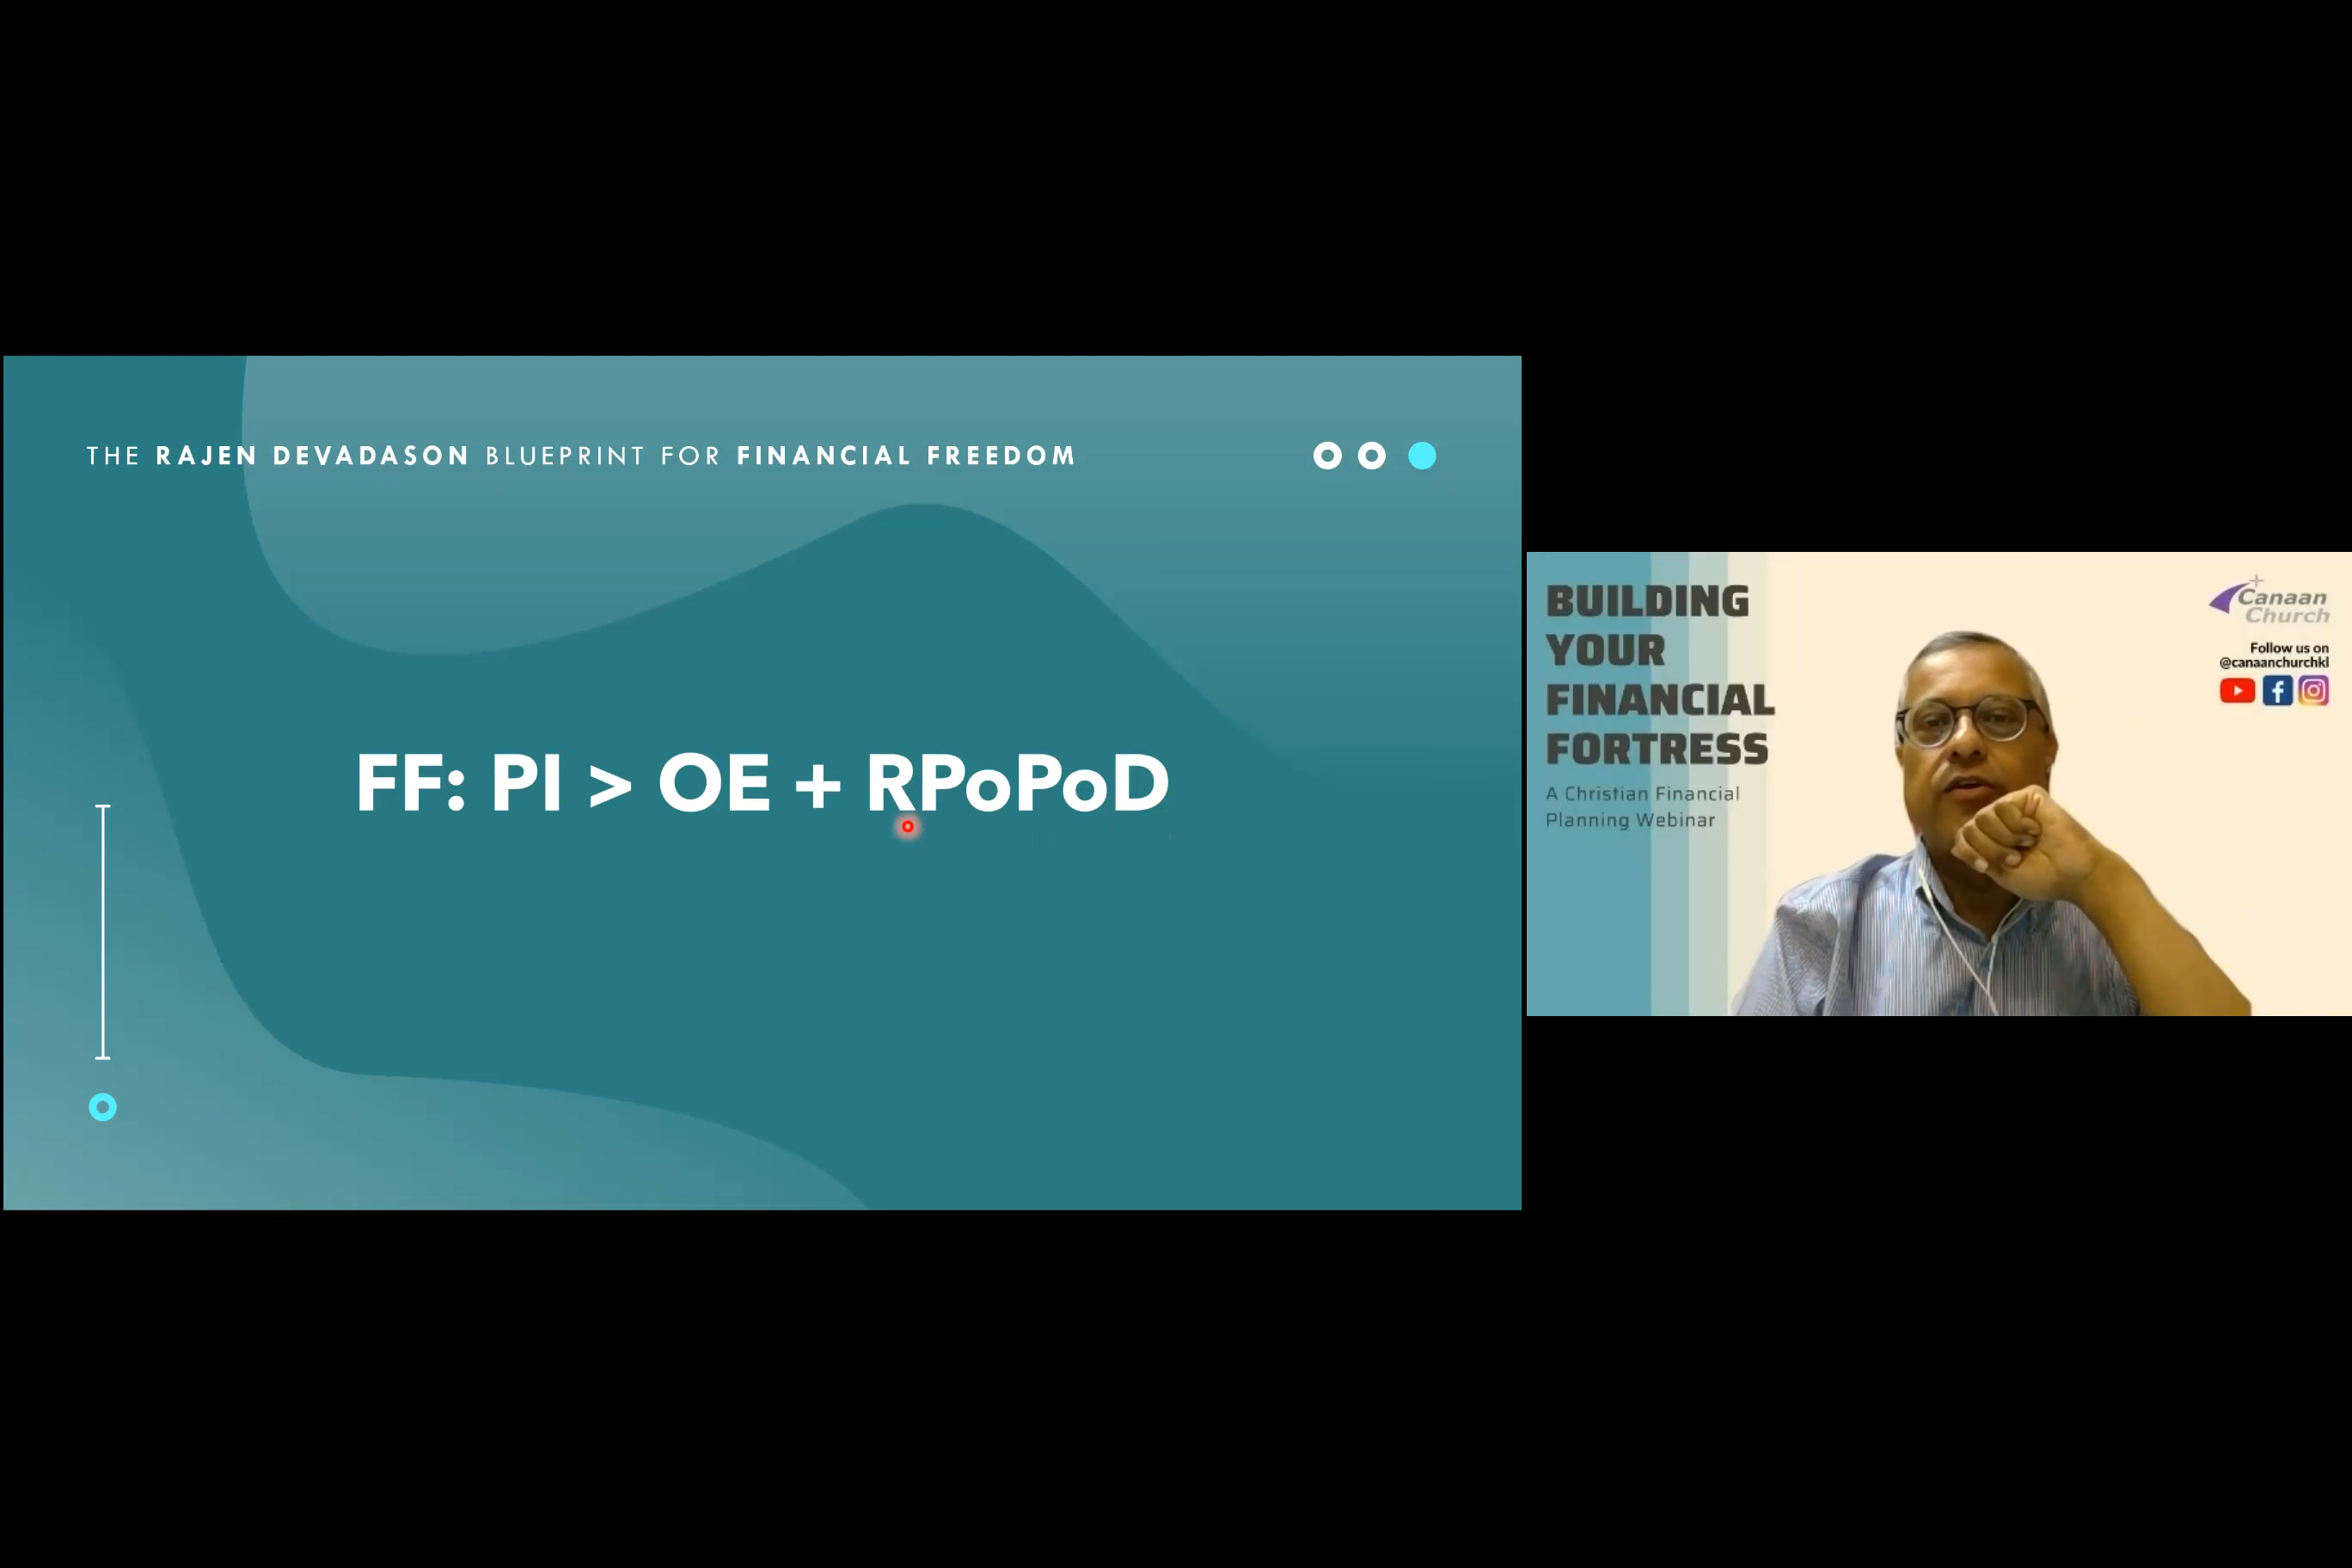 THE RAJEN DEVADASON BLUEPRINT FOR FINANCIAL FREEDOM
FF: PI > OE + RPoPoD
BUILDING
YOUR
FINANCIAL
FORTRESS
A Christian Financial
Planning Webinar
Canaan
Church
Follow us on
@canaanchurchkl